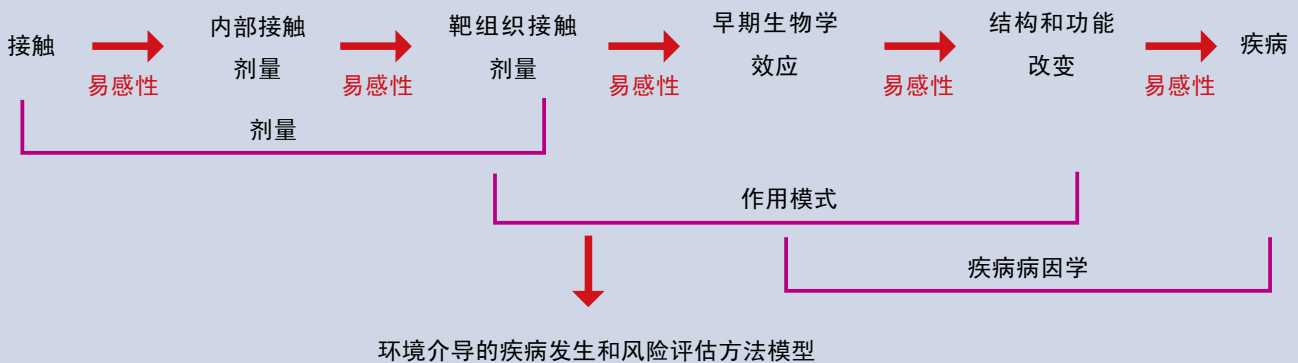 接触
内部接触
剂量
靶组织接触
剂量
早期生物学
效应
结构和功能
改变
疾病
易感性
易感性
易感性
易感性
易感性
剂量
作用模式
疾病病因学
环境介导的疾病发生和风险评估方法模型